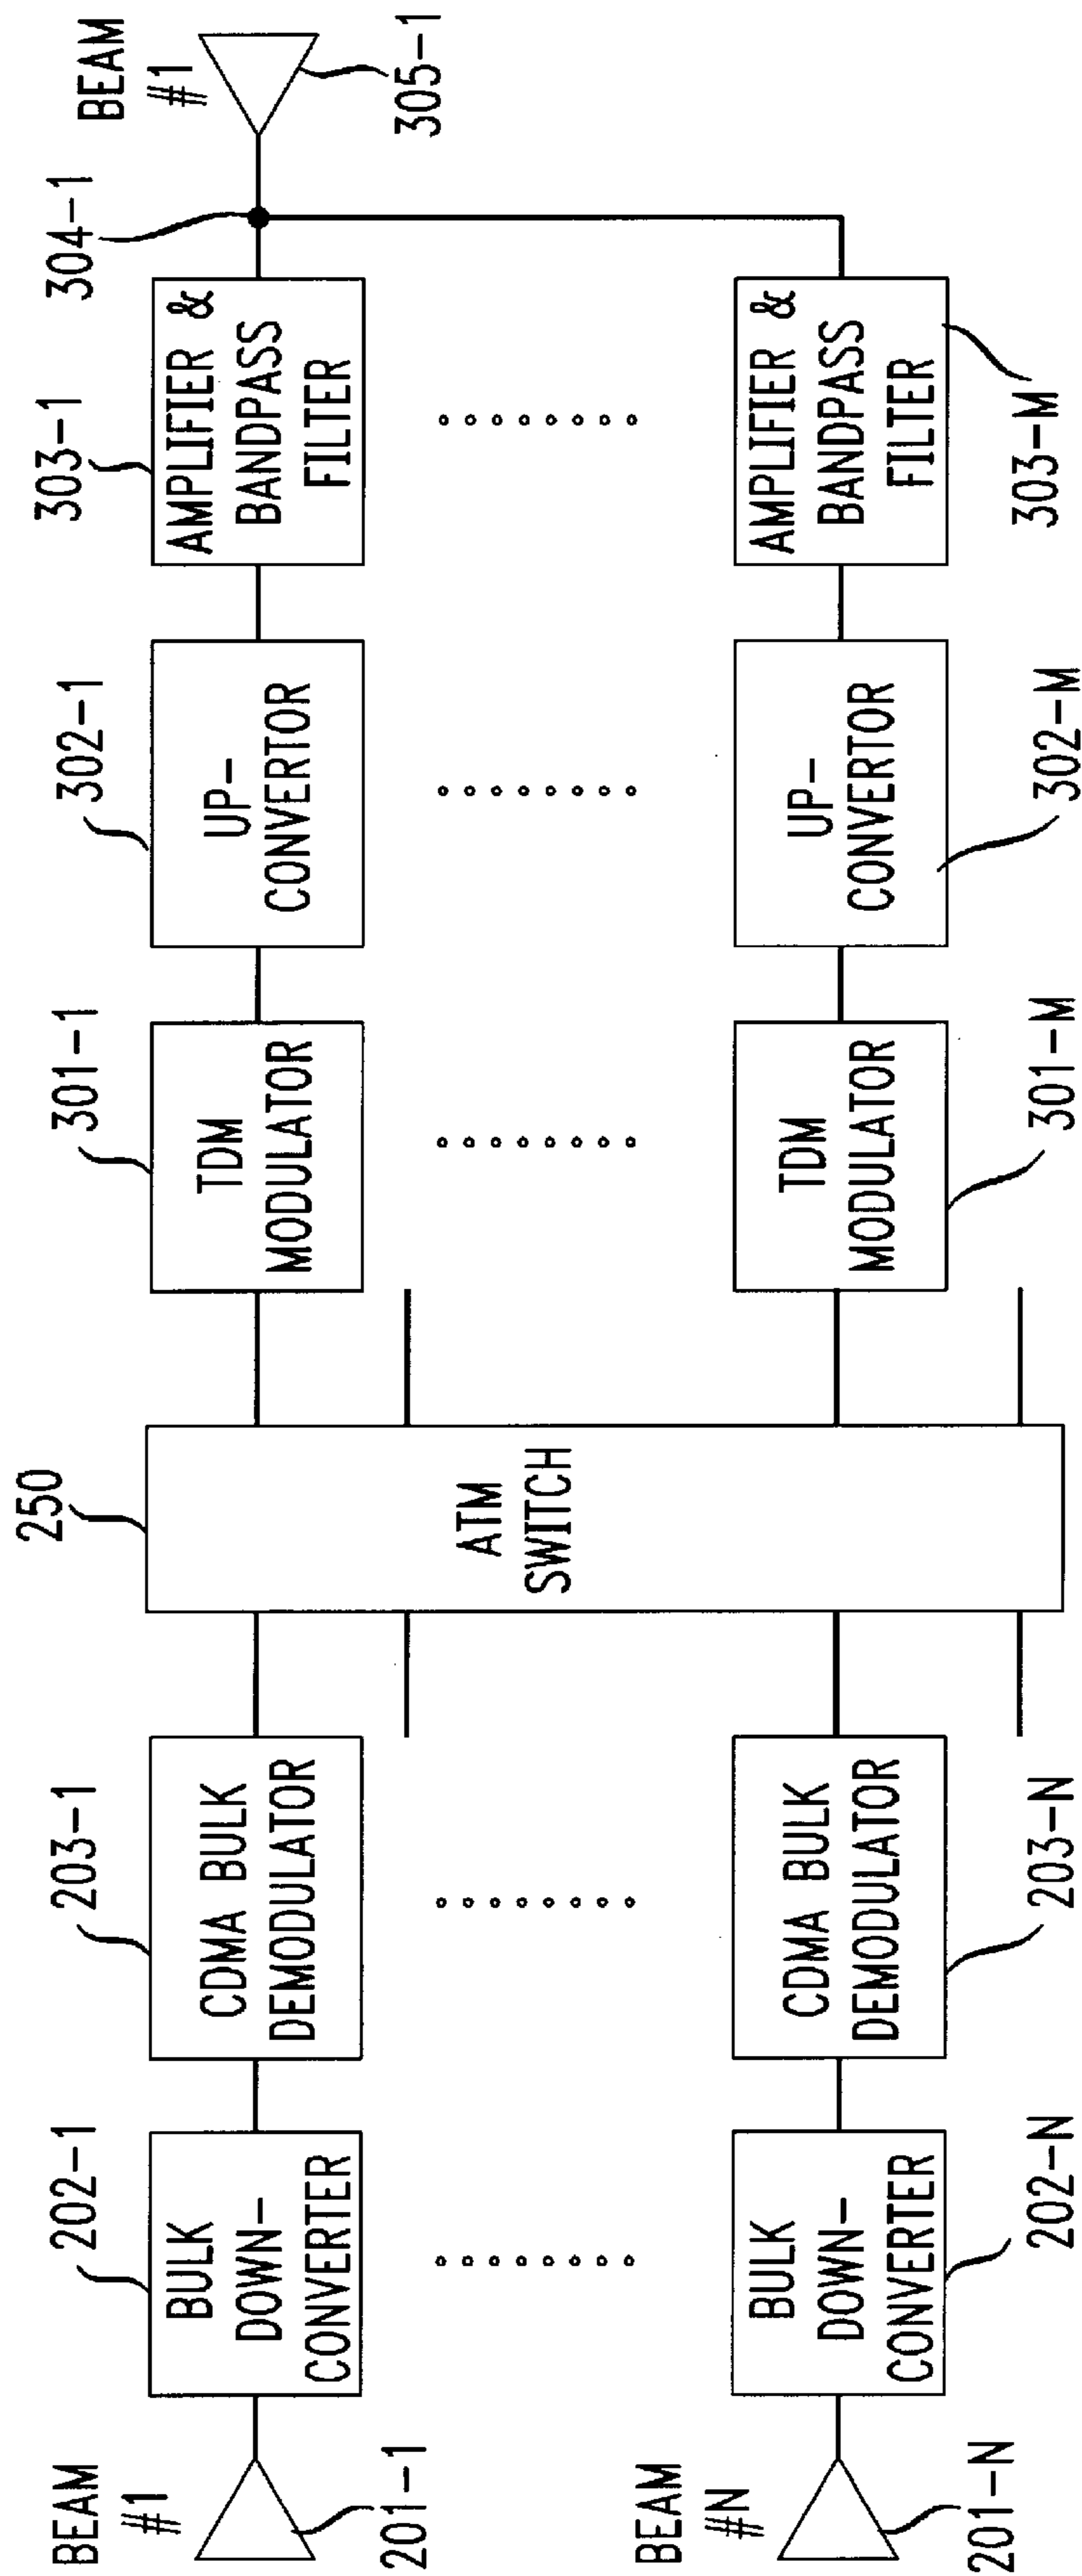 BEAM
#1
201-1
202-1
BULK
DOWN-
CONVERTER
203-1
CDMA BULK
DEMODULATOR
250
ATM
SWITCH
301-1
TDM
MODULATOR
302-1
UP-
CONVERTOR
303-1
AMPLIFIER &
BANDPASS
FILTER
304-1
BEAM
#1
305-1
BEAM
#N
201-N
BULK
DOWN-
CONVERTER
202-N
CDMA BULK
DEMODULATOR
203-N
TDM
MODULATOR
301-M
UP-
CONVERTOR
302-M
AMPLIFIER &
BANDPASS
FILTER
303-M